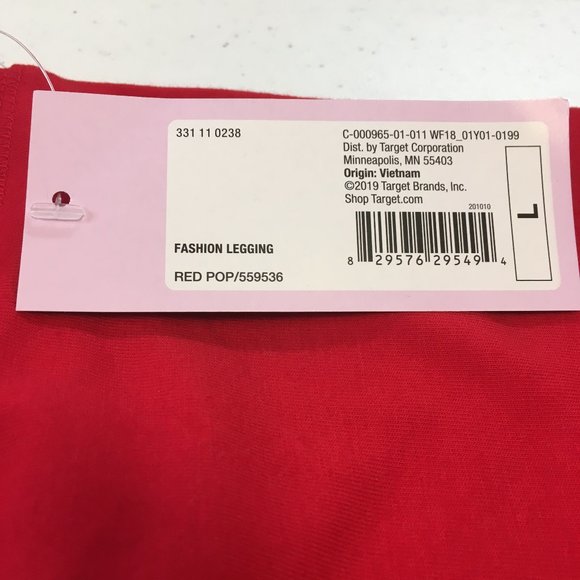 331 11 0238
FASHION LEGGING
RED POP/559536
C-000965-01-011 WF18_01Y01-0199
Dist. by Target Corporation
Minneapolis, MN 55403
Origin: Vietnam
©2019 Target Brands, Inc.
Shop Target.com
201010
8 29576 29549 4
L